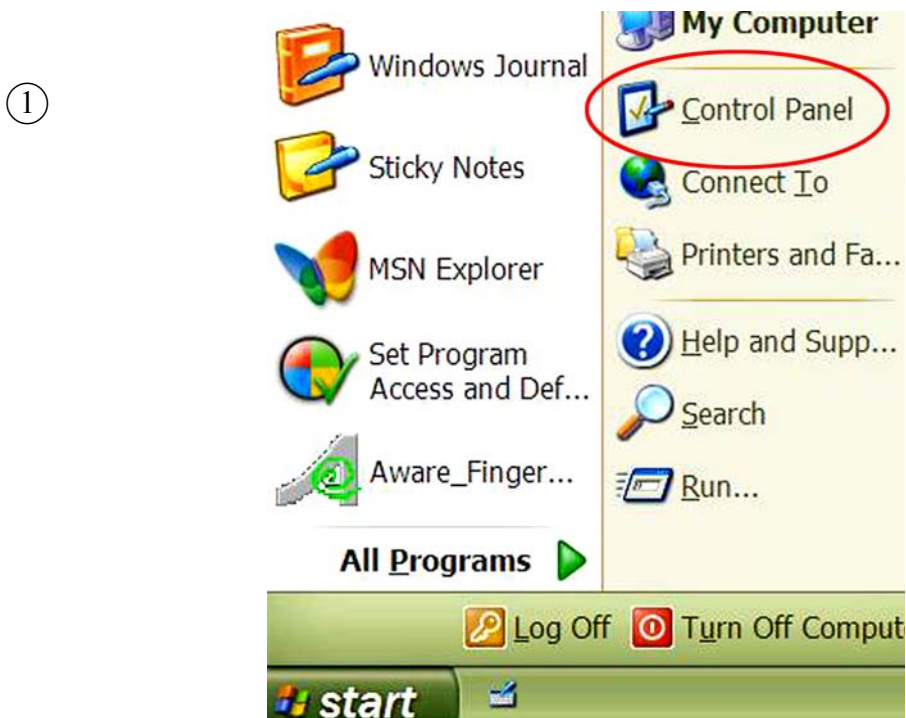 ①
Windows Journal
Sticky Notes
MSN Explorer
Set Program
Access and Def...
Aware_Finger...
All Programs
My Computer
Control Panel
Connect To
Printers and Fa...
Help and Supp...
Search
Run...
Log Off
Turn Off Compute
start